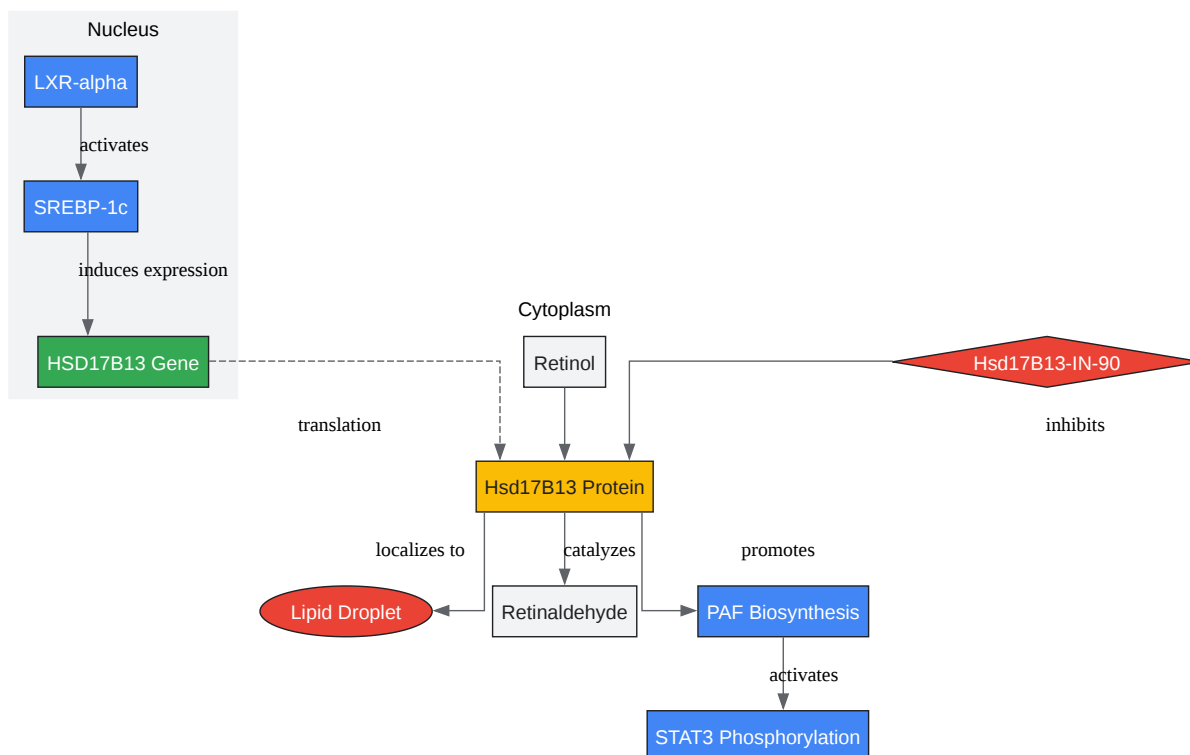 Nucleus
LXR-alpha
activates
SREBP-1c
induces expression
HSD17B13 Gene
Cytoplasm
Retinol
Hsd17B13-IN-90
translation
inhibits
Hsd17B13 Protein
localizes to
catalyzes
promotes
Lipid Droplet
Retinaldehyde
PAF Biosynthesis
activates
STAT3 Phosphorylation